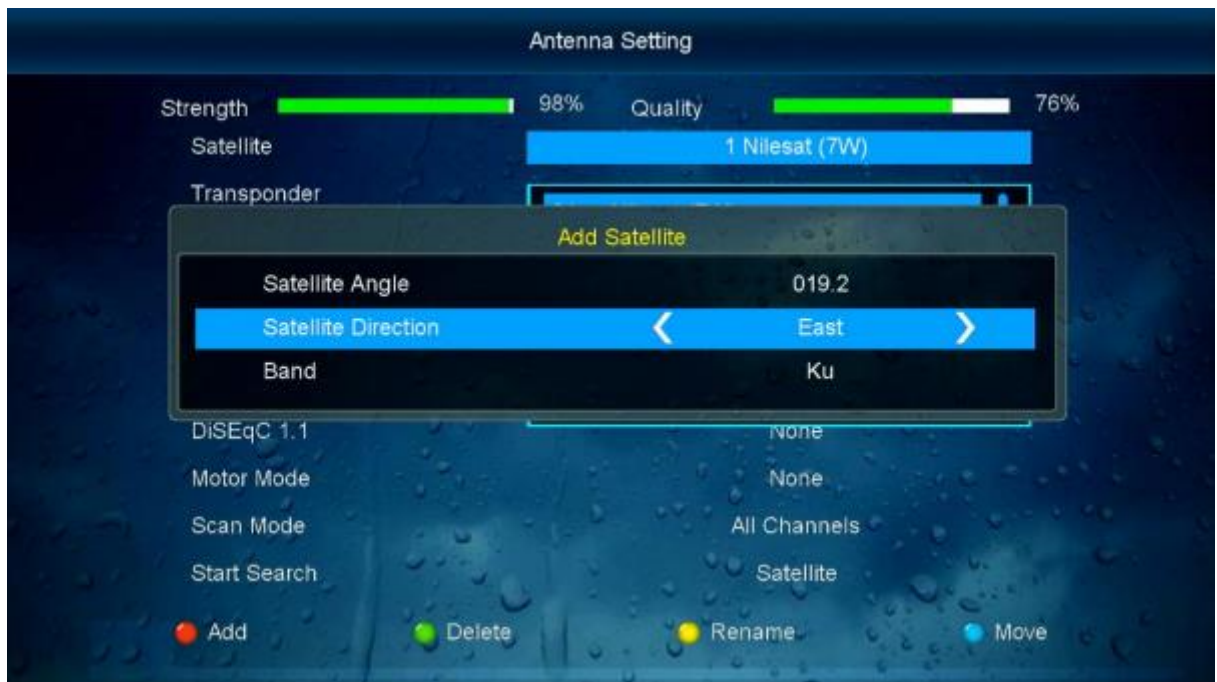 Antenna Setting
Strength 98% Quality 76%
Satellite 1 Nilesat (7W)
Transponder
Add Satellite
Satellite Angle 019.2
Satellite Direction East
Band Ku
DiSEqC 1.1 None
Motor Mode None
Scan Mode All Channels
Start Search Satellite
Add Delete Rename Move